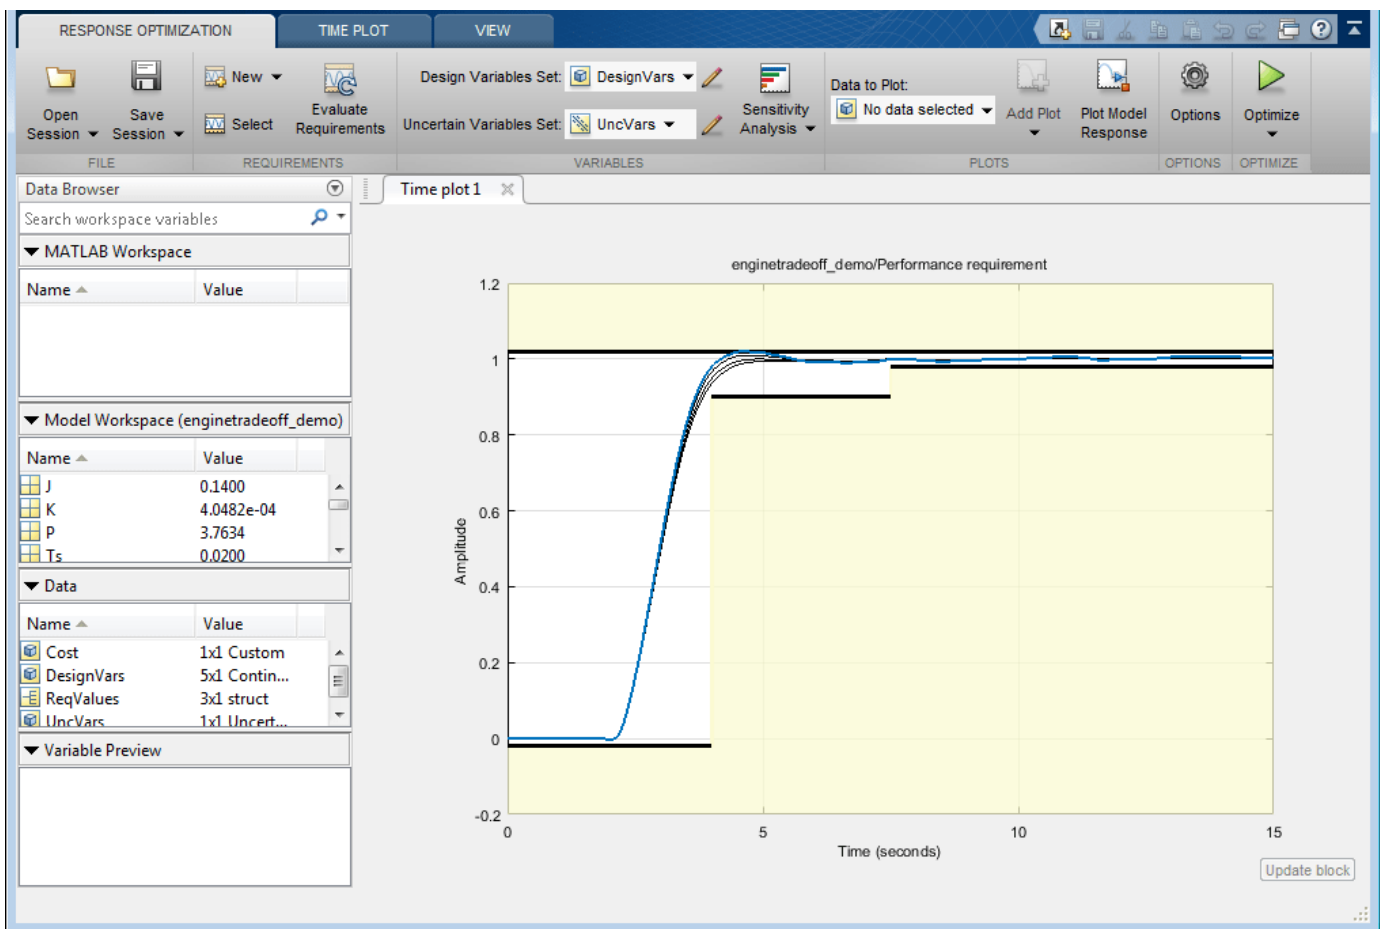 RESPONSE OPTIMIZATION TIME PLOT VIEW
New Design Variables Set: DesignVars Data to Plot:
Open Session Save Session Select Evaluate Requirements Uncertain Variables Set: UncVars Sensitivity Analysis No data selected Add Plot Plot Model Response Options Optimize
FILE REQUIREMENTS VARIABLES PLOTS OPTIONS OPTIMIZE
Data Browser
Search workspace variables
MATLAB Workspace
Name Value
Model Workspace (enginetradeoff_demo)
Name Value
J 0.1400
K 4.0482e-04
P 3.7634
Ts 0.0200
Data
Name Value
Cost 1x1 Custom
DesignVars 5x1 Contin...
ReqValues 3x1 struct
UncVars 1x1 Uncert...
Variable Preview
Time plot 1
enginetradeoff_demo/Performance requirement
1.2
1
0.8
0.6
0.4
0.2
0
-0.2
Amplitude
0 5 10 15
Time (seconds)
Update block